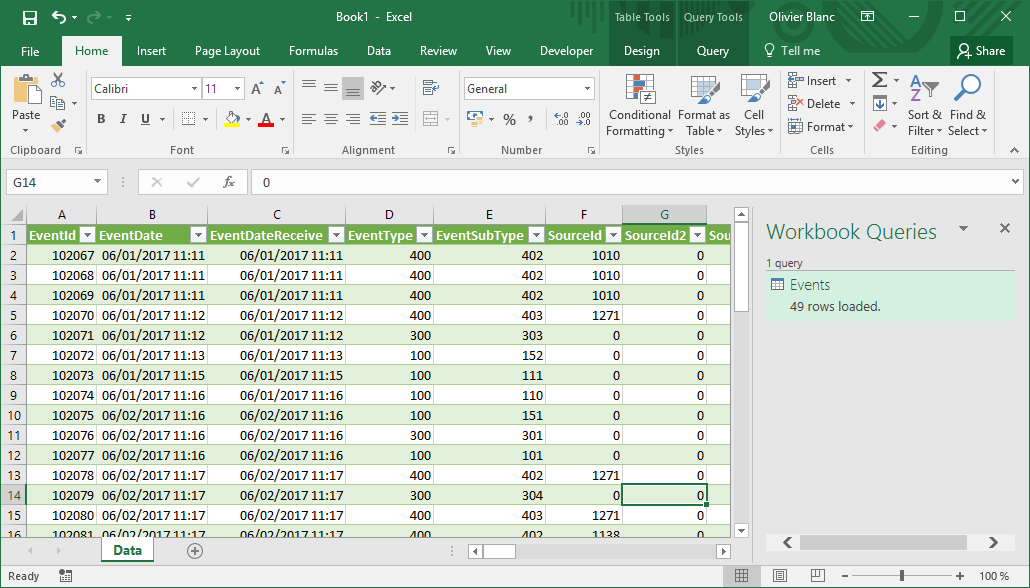 Book1 - Excel Table Tools Query Tools Olivier Blanc
File Home Insert Page Layout Formulas Data Review View Developer Design Query Tell me Share
Calibri 11 General Insert
Paste Conditional Format as Cell Delete Sort & Find &
B I U % , Formatting Table Styles Format Filter Select
Clipboard Font Alignment Number Styles Cells Editing
G14 fx 0
A B C D E F G
1 EventId EventDate EventDateReceive EventType EventSubType SourceId SourceId2 Sou
2 102067 06/01/2017 11:11 06/01/2017 11:11 400 402 1010 0
3 102068 06/01/2017 11:11 06/01/2017 11:11 400 402 1010 0
4 102069 06/01/2017 11:11 06/01/2017 11:11 400 402 1010 0
5 102070 06/01/2017 11:12 06/01/2017 11:12 400 403 1271 0
6 102071 06/01/2017 11:12 06/01/2017 11:12 300 303 0 0
7 102072 06/01/2017 11:13 06/01/2017 11:13 100 152 0 0
8 102073 06/01/2017 11:15 06/01/2017 11:15 100 111 0 0
9 102074 06/01/2017 11:16 06/01/2017 11:16 100 110 0 0
10 102075 06/02/2017 11:16 06/02/2017 11:16 100 151 0 0
11 102076 06/02/2017 11:16 06/02/2017 11:16 300 301 0 0
12 102077 06/02/2017 11:16 06/02/2017 11:16 100 101 0 0
13 102078 06/02/2017 11:17 06/02/2017 11:17 400 402 1271 0
14 102079 06/02/2017 11:17 06/02/2017 11:17 300 304 0 0
15 102080 06/02/2017 11:17 06/02/2017 11:17 400 403 1271 0
16 102081 06/02/2017 11:17 06/02/2017 11:17 400 402 1138 0
Workbook Queries
1 query
Events
49 rows loaded.
Data
Ready 100 %